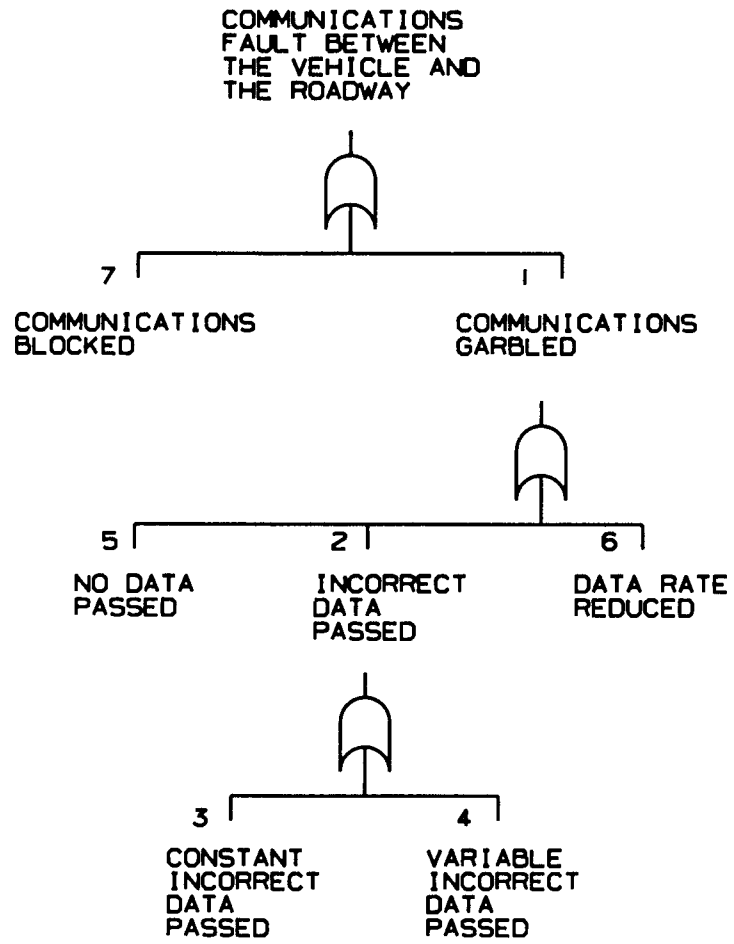 COMMUNICATIONS
FAULT BETWEEN
THE VEHICLE AND
THE ROADWAY
7
1
COMMUNICATIONS
BLOCKED
COMMUNICATIONS
GARBLED
5
2
6
NO DATA
PASSED
INCORRECT
DATA
PASSED
DATA RATE
REDUCED
3
4
CONSTANT
INCORRECT
DATA
PASSED
VARIABLE
INCORRECT
DATA
PASSED